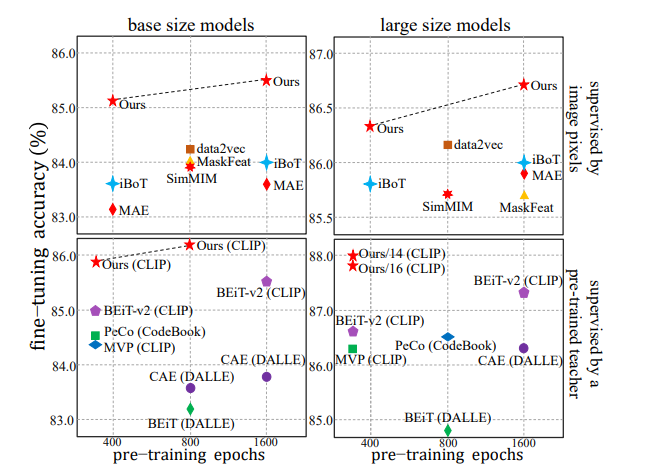 base size models
large size models
fine−tuning accuracy (%)
86.0
85.0
84.0
83.0
Ours
Ours
data2vec
MaskFeat
SimMIM
iBoT
iBoT
MAE
MAE
87.0
86.5
86.0
85.5
Ours
Ours
data2vec
iBoT
iBoT
MAE
SimMIM
MaskFeat
supervised by
image pixels
86.0
85.0
84.0
83.0
Ours (CLIP)
Ours (CLIP)
BEiT-v2 (CLIP)
BEiT-v2 (CLIP)
PeCo (CodeBook)
MVP (CLIP)
CAE (DALLE)
CAE (DALLE)
BEiT (DALLE)
400
800
1600
pre−training epochs
88.0
87.0
86.0
85.0
Ours/14 (CLIP)
Ours/16 (CLIP)
BEiT-v2 (CLIP)
BEiT-v2 (CLIP)
PeCo (CodeBook)
MVP (CLIP)
CAE (DALLE)
BEiT (DALLE)
400
800
1600
pre−training epochs
supervised by a
pre-trained teacher